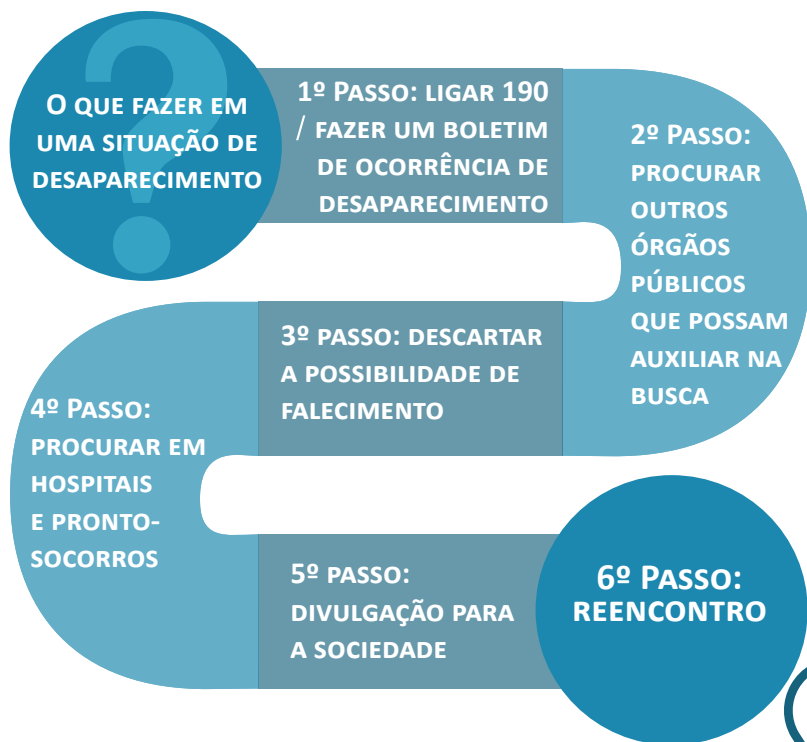 O QUE FAZER EM
UMA SITUAÇÃO DE
DESAPARECIMENTO
1º PASSO: LIGAR 190
/ FAZER UM BOLETIM
DE OCORRÊNCIA DE
DESAPARECIMENTO
2º PASSO:
PROCURAR
OUTROS
ÓRGÃOS
PÚBLICOS
QUE POSSAM
AUXILIAR NA
BUSCA
3º PASSO: DESCARTAR
A POSSIBILIDADE DE
FALECIMENTO
4º PASSO:
PROCURAR EM
HOSPITAIS
E PRONTO-
SOCORROS
5º PASSO:
DIVULGAÇÃO PARA
A SOCIEDADE
6º PASSO:
REENCONTRO